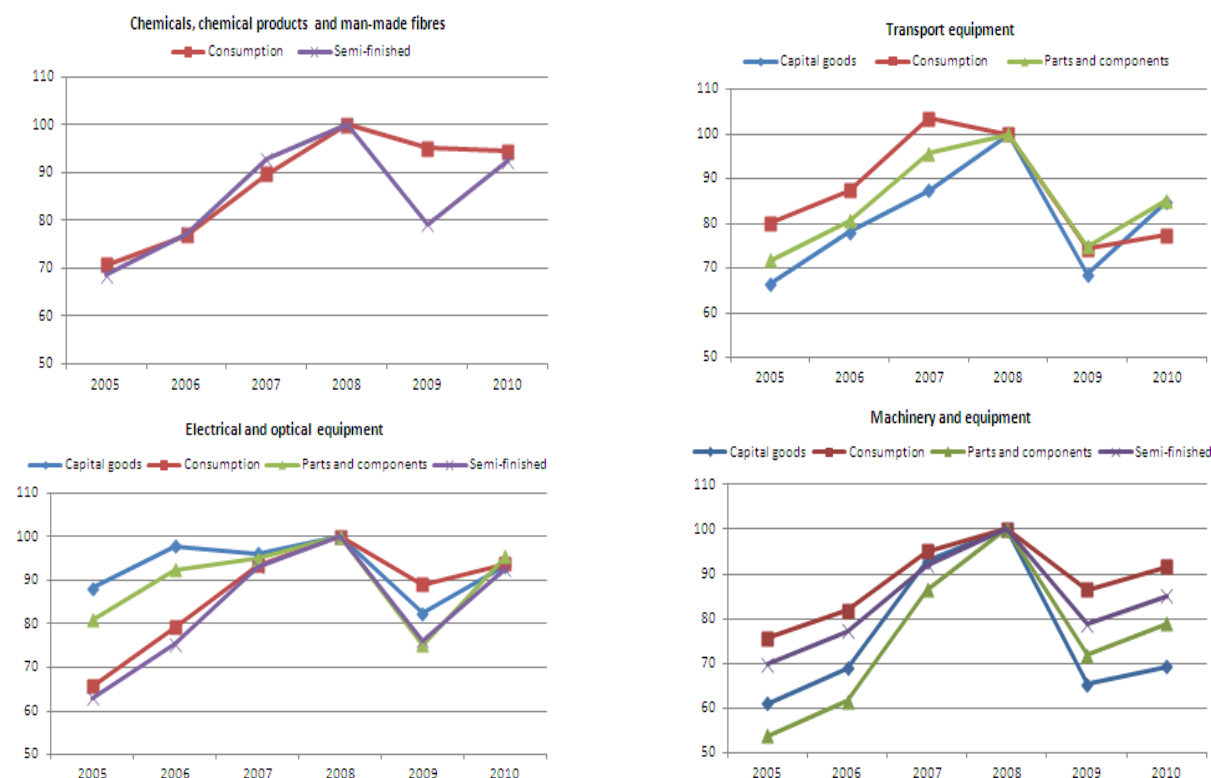 Chemicals, chemical products and man-made fibres
Consumption Semi-finished
110
100
90
80
70
60
50
2005 2006 2007 2008 2009 2010
Transport equipment
Capital goods Consumption Parts and components
110
100
90
80
70
60
50
2005 2006 2007 2008 2009 2010
Electrical and optical equipment
Capital goods Consumption Parts and components Semi-finished
110
100
90
80
70
60
50
2005 2006 2007 2008 2009 2010
Machinery and equipment
Capital goods Consumption Parts and components Semi-finished
110
100
90
80
70
60
50
2005 2006 2007 2008 2009 2010